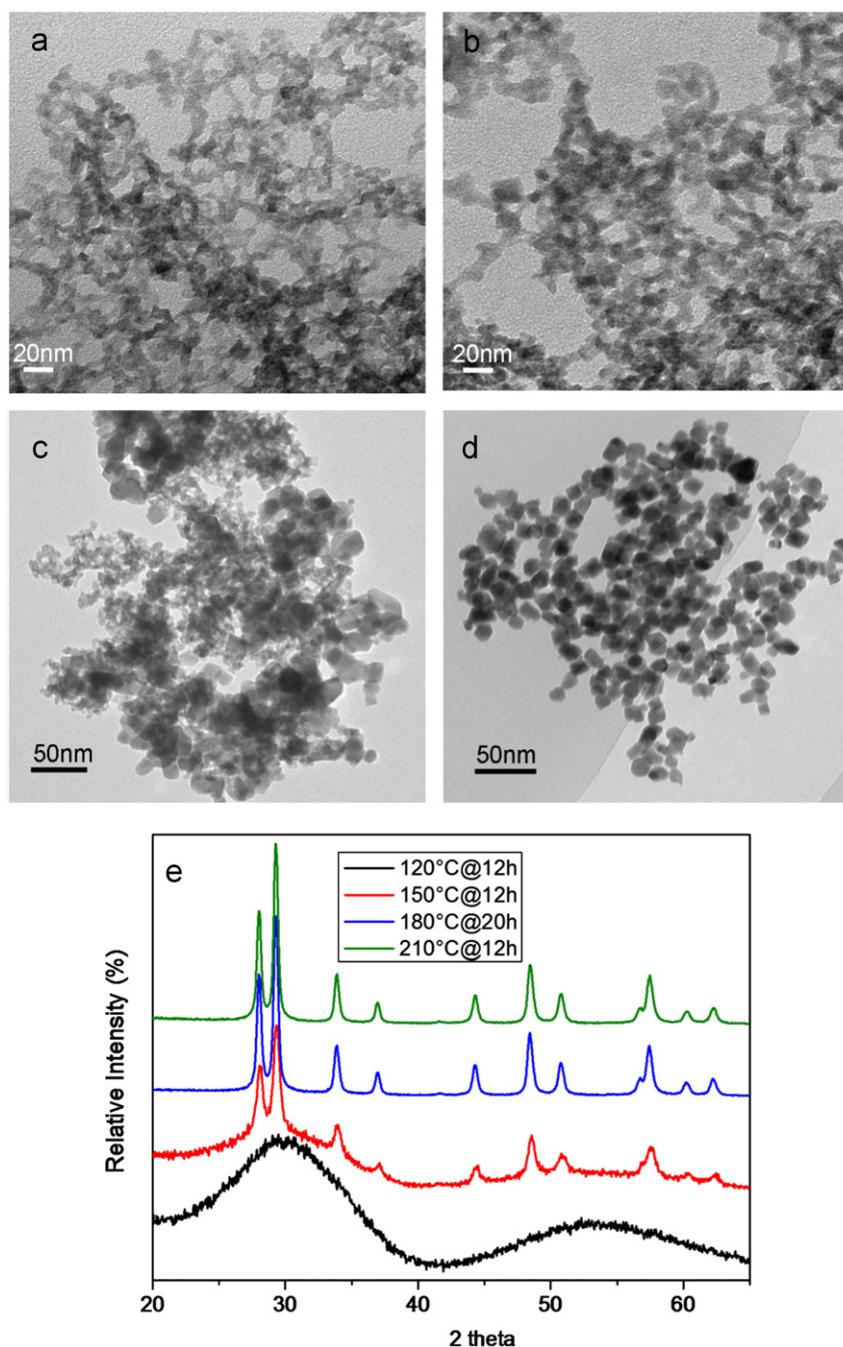 a
b
20nm
20nm
c
d
50nm
50nm
e
120°C@12h
150°C@12h
180°C@20h
210°C@12h
Relative Intensity (%)
20 30 40 50 60
2 theta